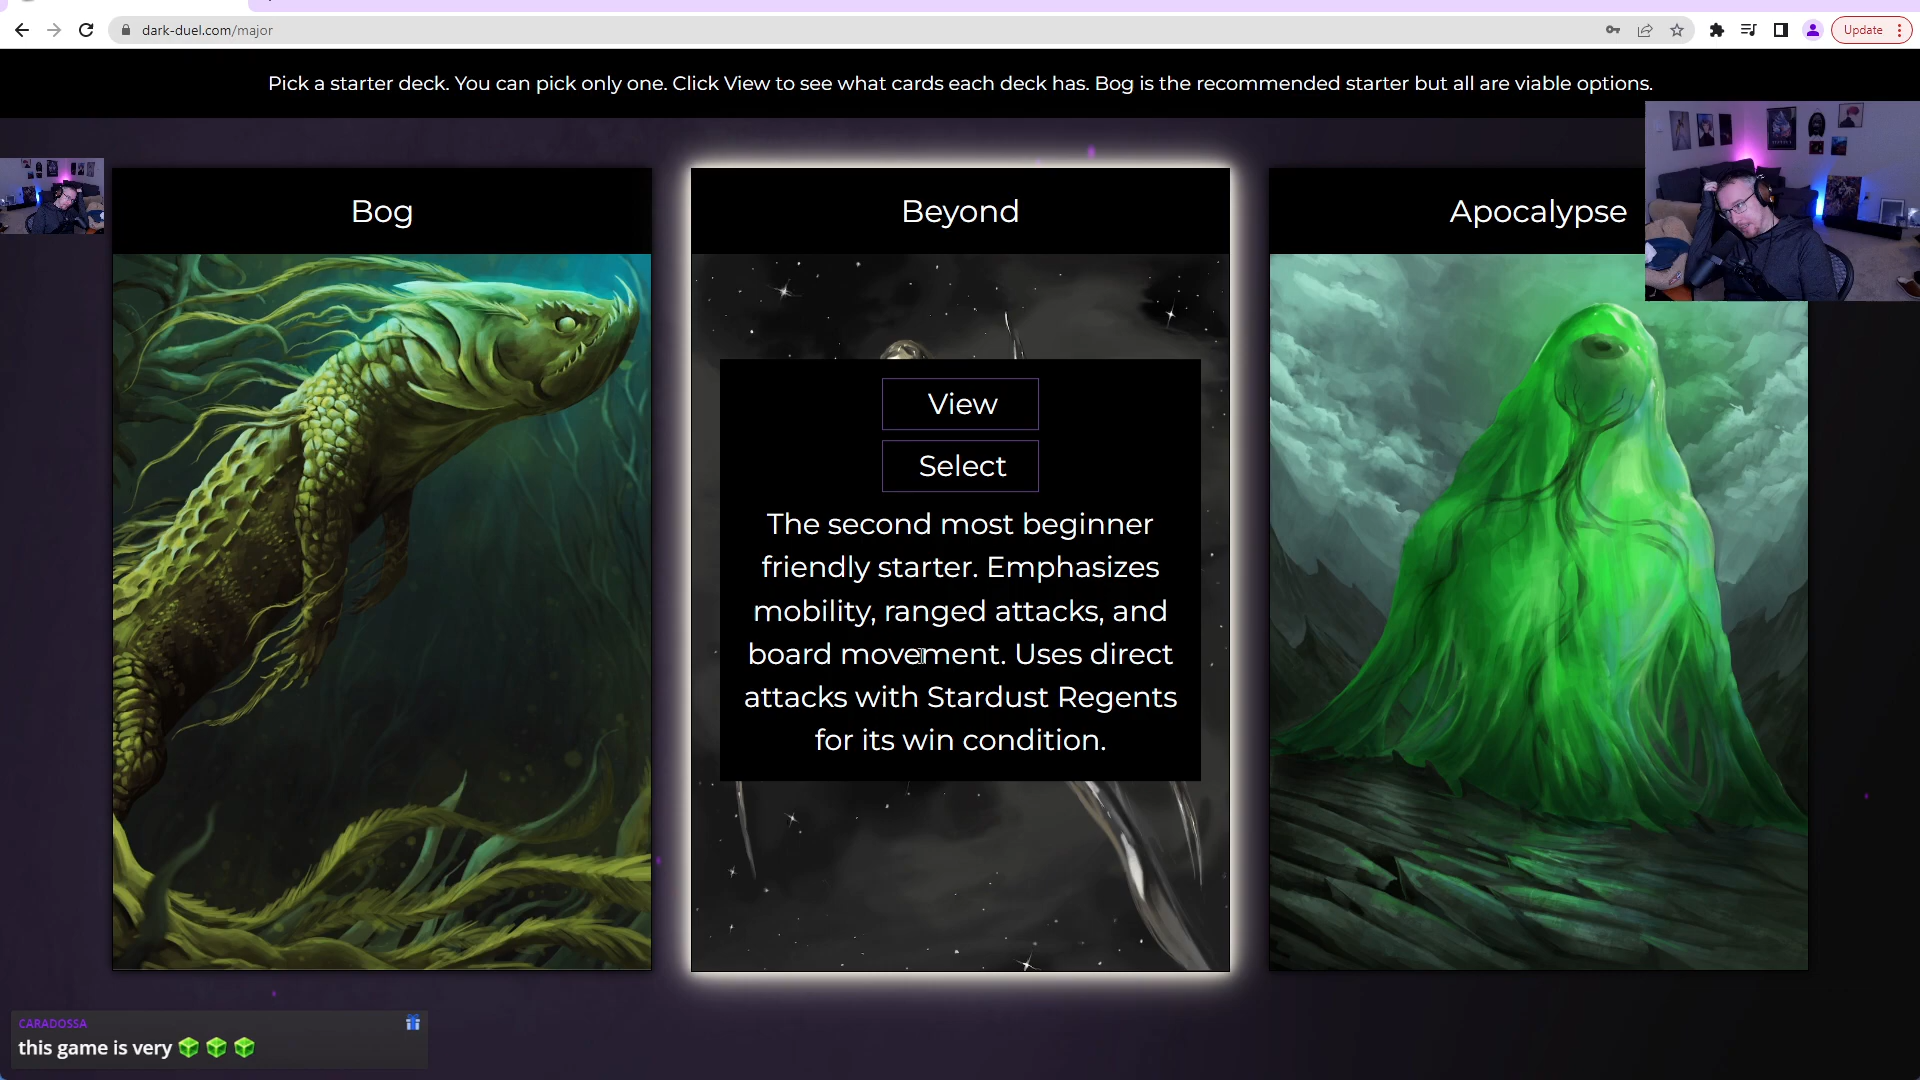 dark-duel.com/major
Update
Pick a starter deck. You can pick only one. Click View to see what cards each deck has. Bog is the recommended starter but all are viable options.
Bog
Beyond
Apocalypse
View
Select
The second most beginner
friendly starter. Emphasizes
mobility, ranged attacks, and
board movement. Uses direct
attacks with Stardust Regents
for its win condition.
CARADOSSA
this game is very